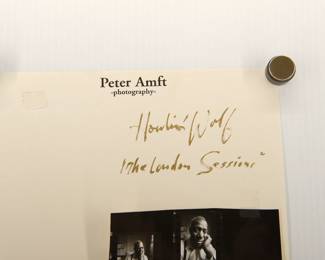 Peter Amft
-photography-
Howlin' Wolf
"The London Sessions"